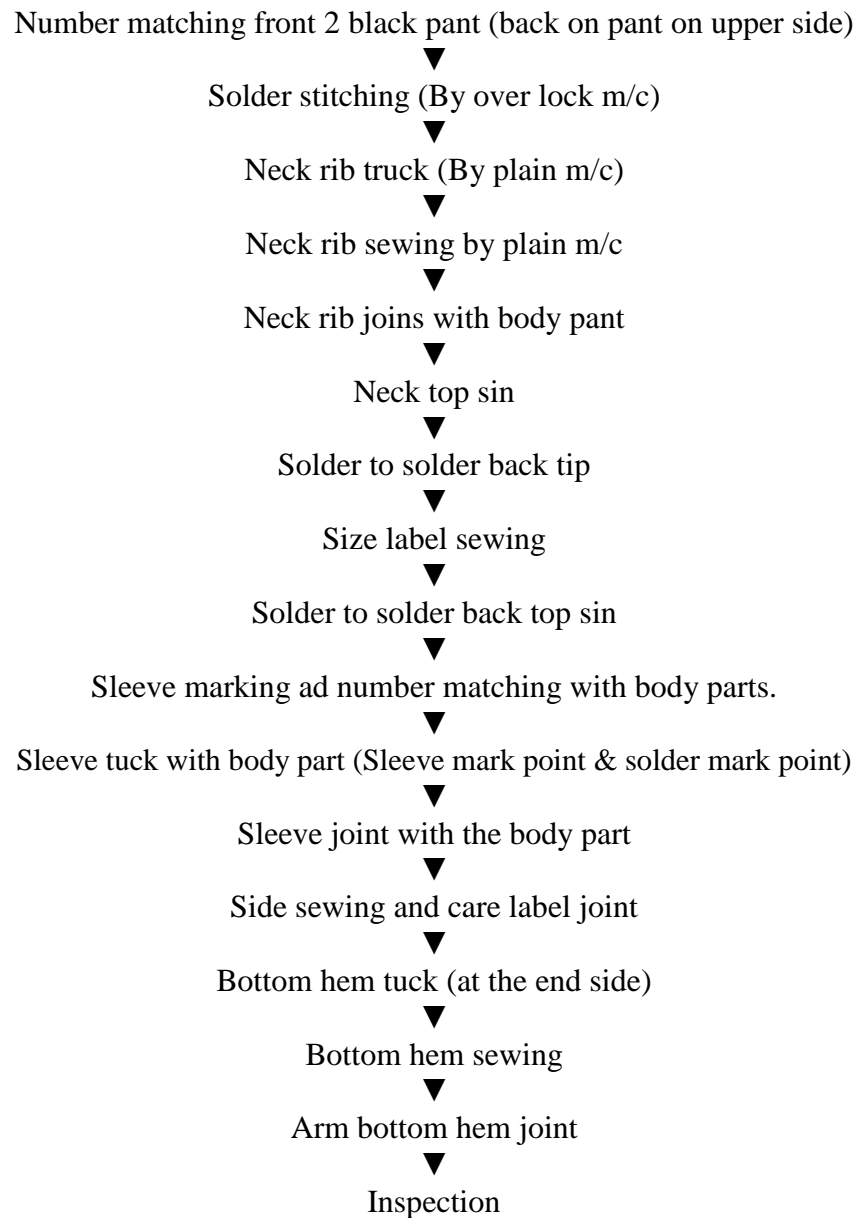 Number matching front 2 black pant (back on pant on upper side)
Solder stitching (By over lock m/c)
Neck rib truck (By plain m/c)
Neck rib sewing by plain m/c
Neck rib joins with body pant
Neck top sin
Solder to solder back tip
Size label sewing
Solder to solder back top sin
Sleeve marking ad number matching with body parts.
Sleeve tuck with body part (Sleeve mark point & solder mark point)
Sleeve joint with the body part
Side sewing and care label joint
Bottom hem tuck (at the end side)
Bottom hem sewing
Arm bottom hem joint
Inspection